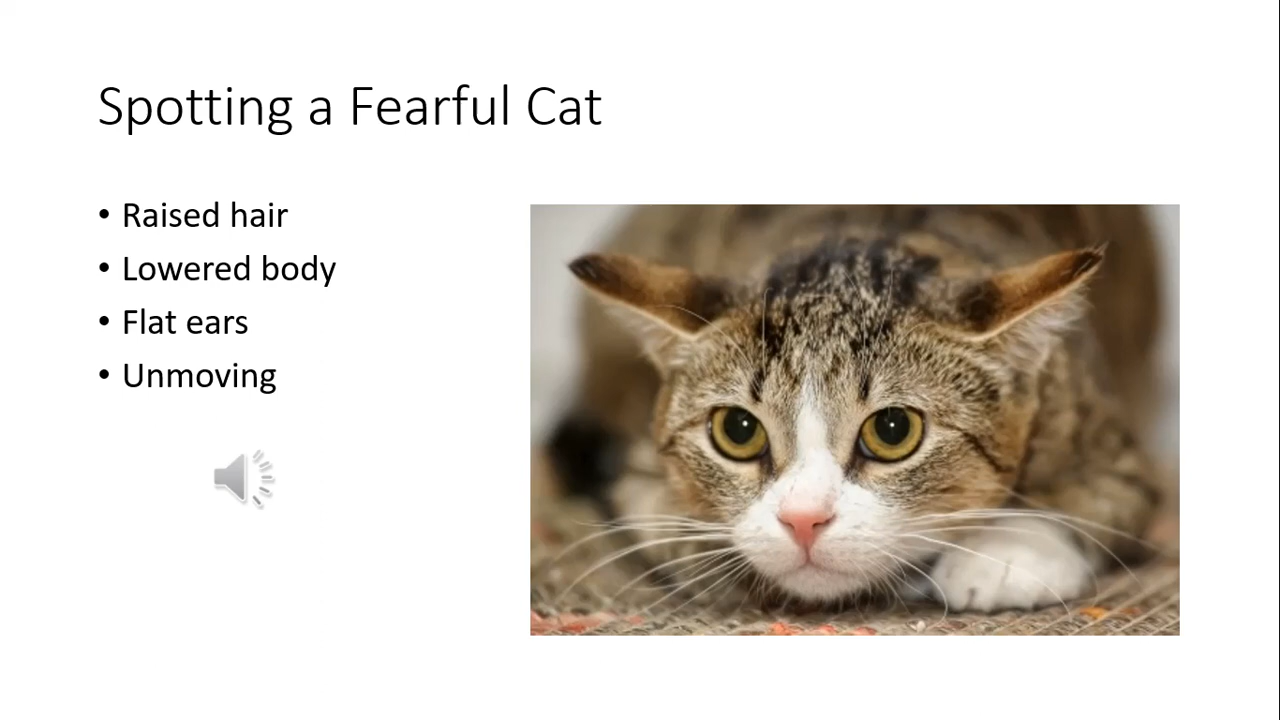 Spotting a Fearful Cat
• Raised hair
• Lowered body
• Flat ears
• Unmoving